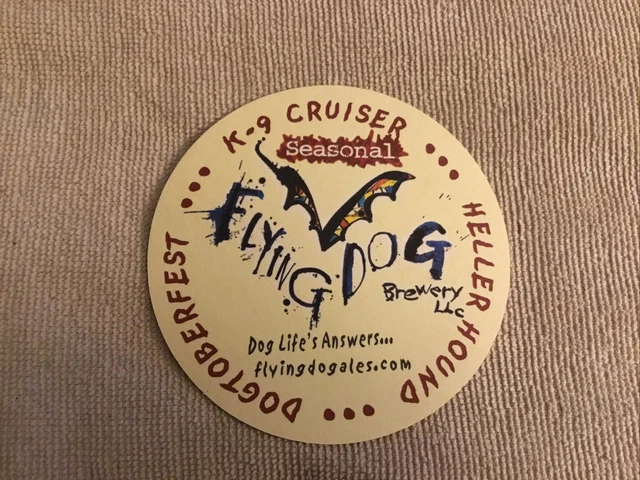 K-9 CRUISER
Seasonal
FLYING DOG
Brewery
LLC
Dog Life's Answers...
flyingdogales.com
HELLER HOUND
DOGTOBERFEST